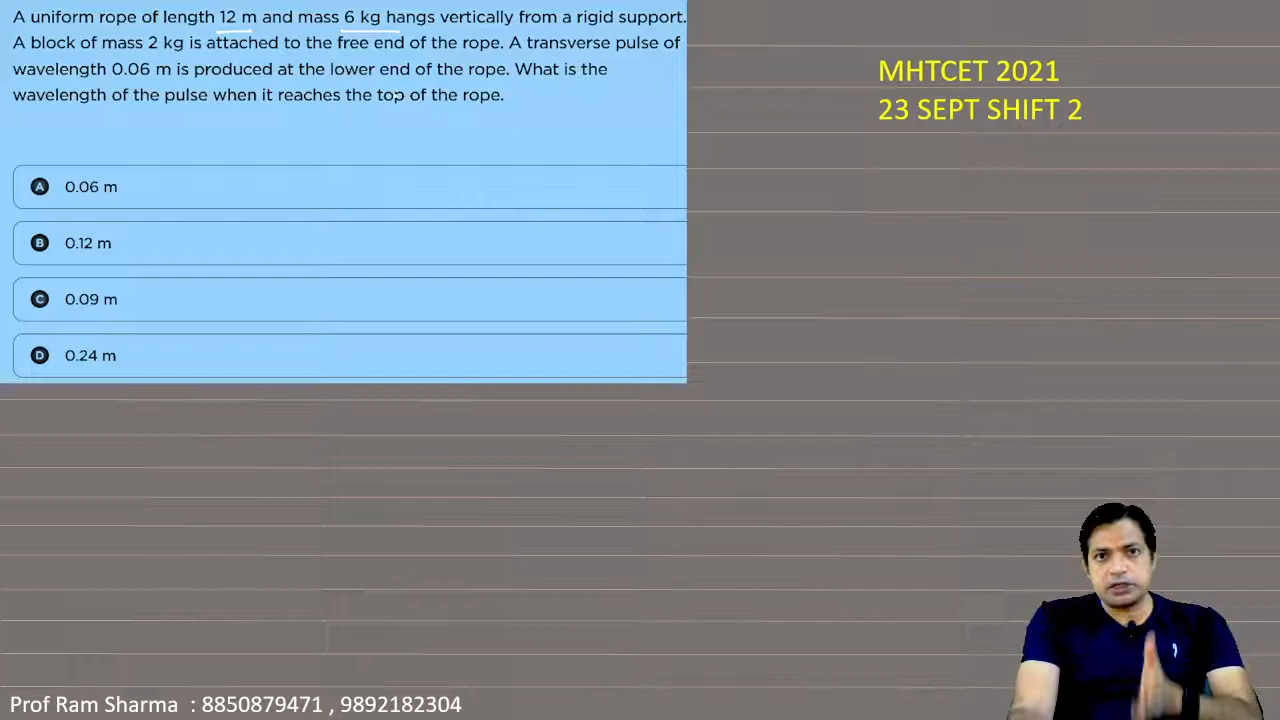 A uniform rope of length 12 m and mass 6 kg hangs vertically from a rigid support.
A block of mass 2 kg is attached to the free end of the rope. A transverse pulse of
wavelength 0.06 m is produced at the lower end of the rope. What is the
wavelength of the pulse when it reaches the top of the rope.
A 0.06 m
B 0.12 m
C 0.09 m
D 0.24 m
MHTCET 2021
23 SEPT SHIFT 2
Prof Ram Sharma : 8850879471 , 9892182304